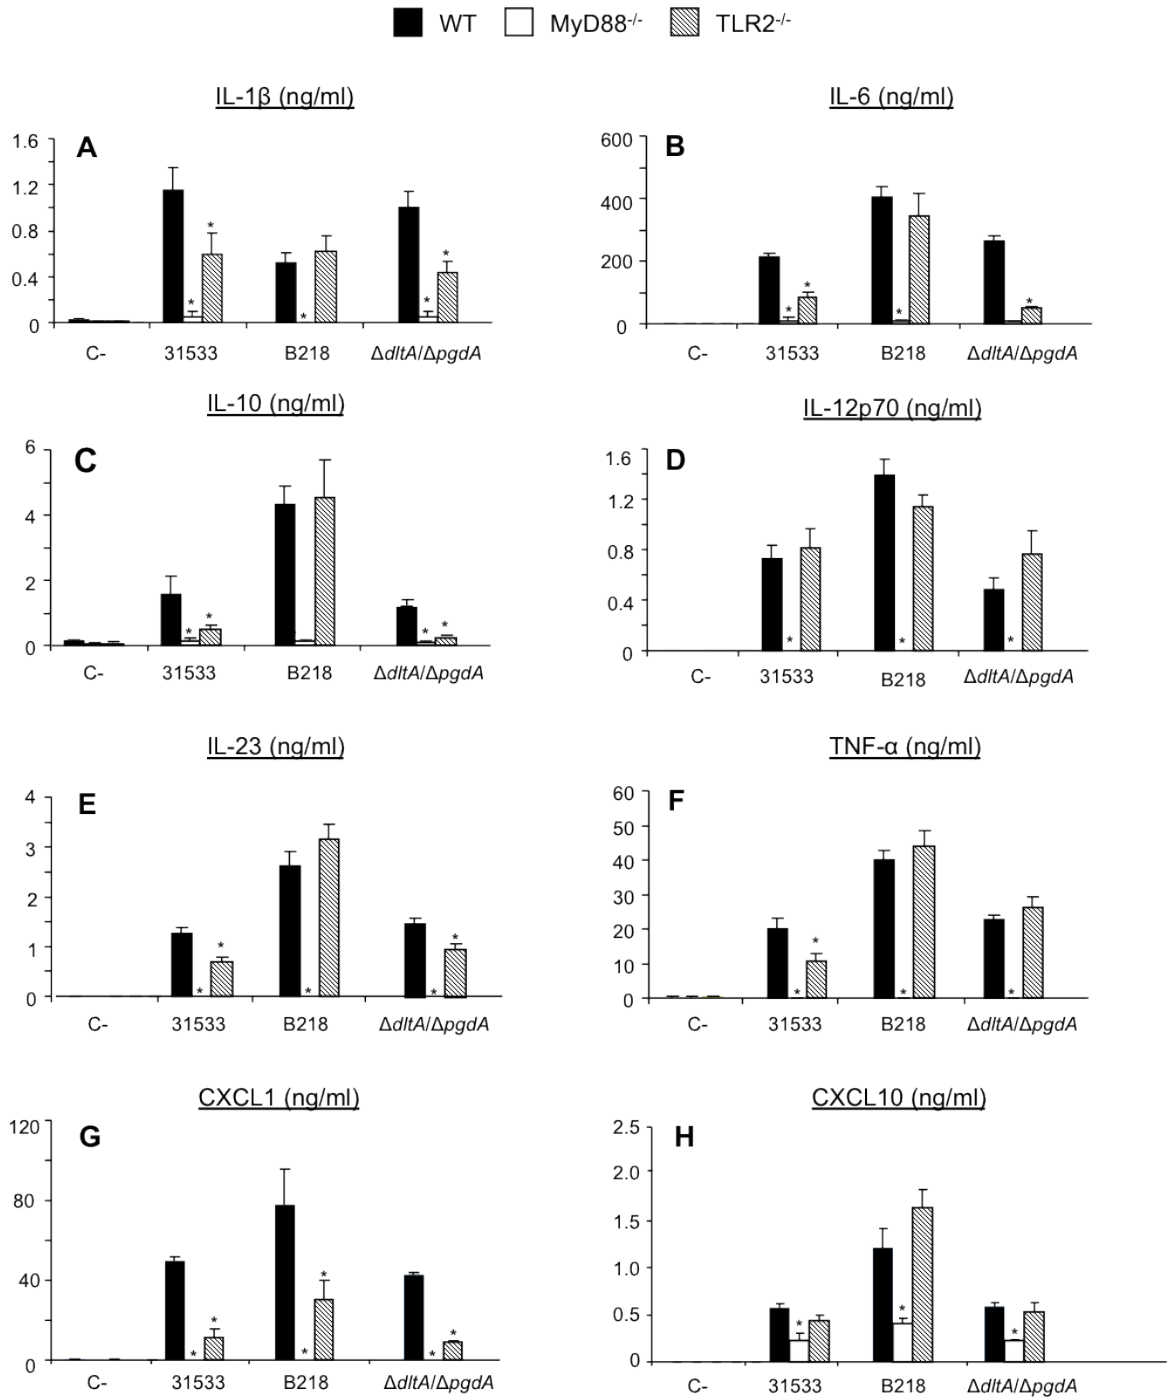 WT MyD88-/- TLR2-/-
IL-1β (ng/ml)
A
1.6
1.2
0.8
0.4
0
* * * * *
C- 31533 B218 ΔdltA/ΔpgdA
IL-6 (ng/ml)
B
600
400
200
0
* * * *
C- 31533 B218 ΔdltA/ΔpgdA
IL-10 (ng/ml)
C
6
4
2
0
* * * *
C- 31533 B218 ΔdltA/ΔpgdA
IL-12p70 (ng/ml)
D
1.6
1.2
0.8
0.4
0
* * *
C- 31533 B218 ΔdltA/ΔpgdA
IL-23 (ng/ml)
E
4
3
2
1
0
* * * * *
C- 31533 B218 ΔdltA/ΔpgdA
TNF-α (ng/ml)
F
60
50
40
30
20
10
0
* * * *
C- 31533 B218 ΔdltA/ΔpgdA
CXCL1 (ng/ml)
G
120
80
40
0
* * * * * *
C- 31533 B218 ΔdltA/ΔpgdA
CXCL10 (ng/ml)
H
2.5
2.0
1.5
1.0
0.5
0
* * *
C- 31533 B218 ΔdltA/ΔpgdA